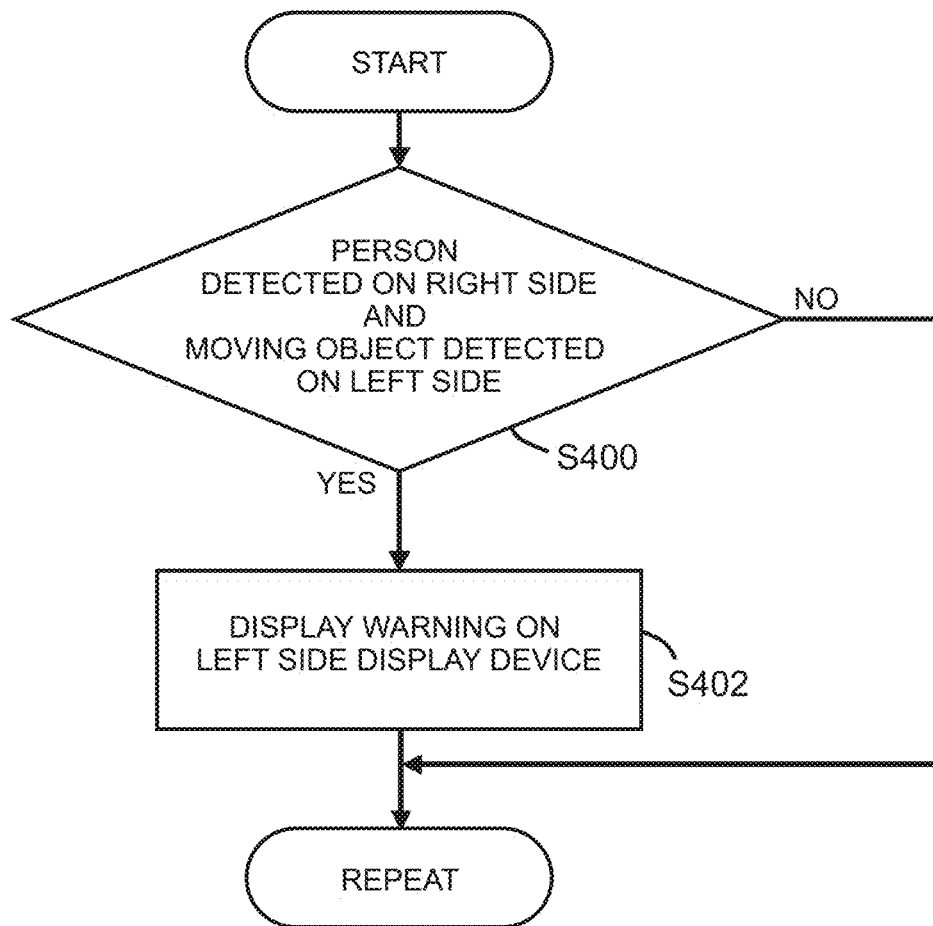 START
PERSON
DETECTED ON RIGHT SIDE
AND
MOVING OBJECT DETECTED
ON LEFT SIDE
NO
S400
YES
DISPLAY WARNING ON
LEFT SIDE DISPLAY DEVICE
S402
REPEAT